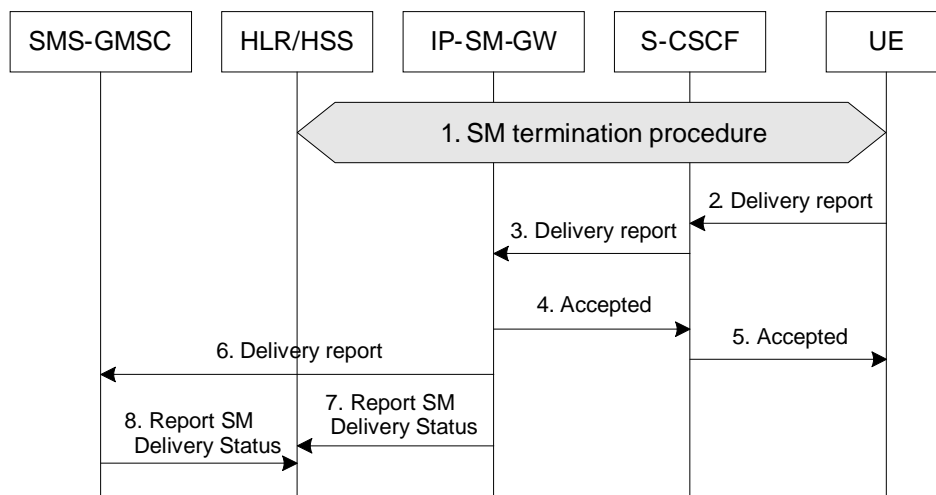 SMS-GMSC
HLR/HSS
IP-SM-GW
S-CSCF
UE
1. SM termination procedure
2. Delivery report
3. Delivery report
4. Accepted
5. Accepted
6. Delivery report
7. Report SM
Delivery Status
8. Report SM
Delivery Status